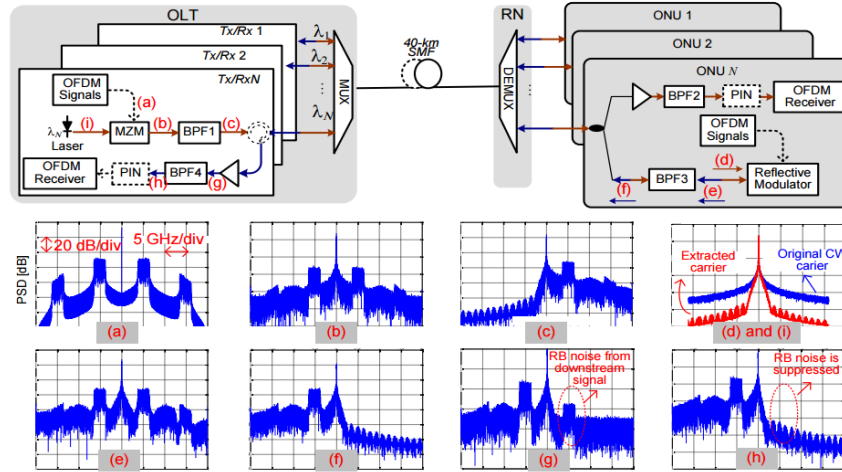 OLT
Tx/Rx 1
Tx/Rx 2
Tx/RxN
OFDM
Signals
(a)
λN
Laser
(i)
MZM
(b)
BPF1
(c)
OFDM
Receiver
PIN
(h)
BPF4
(g)
λ1
λ2
...
λN
MUX
40-km
SMF
RN
DEMUX
...
ONU 1
ONU 2
ONU N
BPF2
PIN
OFDM
Receiver
OFDM
Signals
(d)
Reflective
Modulator
(f)
BPF3
(e)
PSD [dB]
20 dB/div
5 GHz/div
(a)
(b)
(c)
Extracted
carrier
Original CW
carier
(d) and (i)
(e)
(f)
RB noise from
downstream
signal
(g)
RB noise is
suppressed
(h)